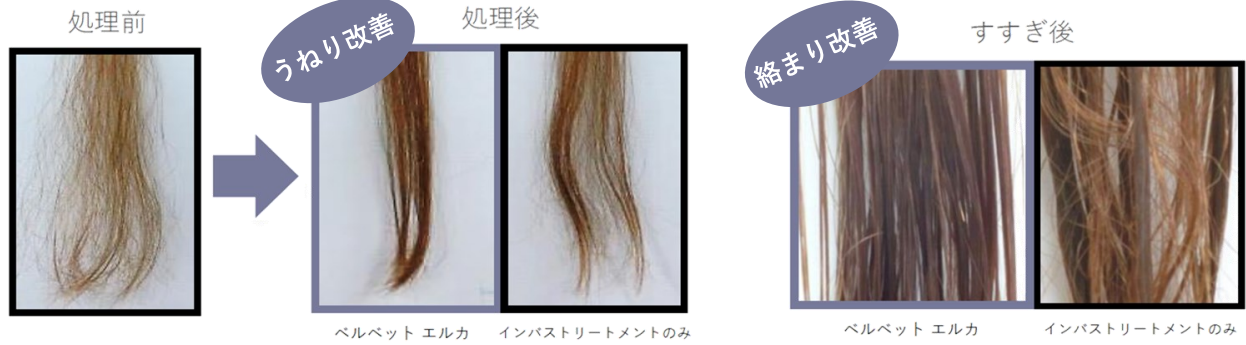 処理前
うねり改善
処理後
ベルベット エルカ
インバストリートメントのみ
絡まり改善
すすぎ後
ベルベット エルカ
インバストリートメントのみ